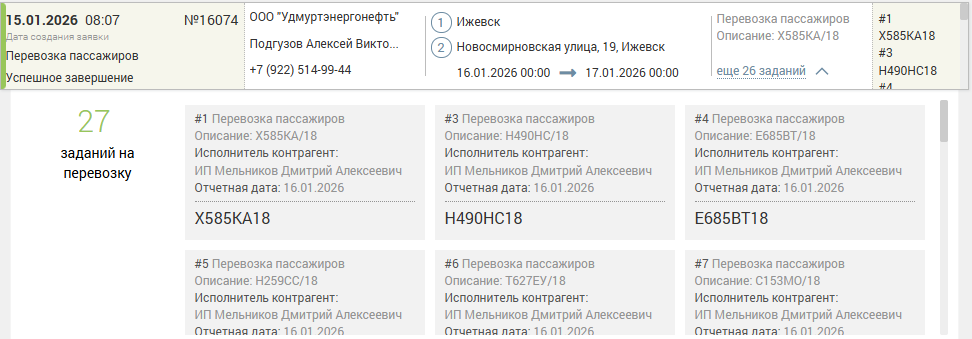 15.01.2026 08:07 №16074
Дата создания заявки
Перевозка пассажиров
Успешное завершение
ООО "Удмуртэнергонефть"
Подгузов Алексей Викто...
+7 (922) 514-99-44
1 Ижевск
2 Новосмирновская улица, 19, Ижевск
16.01.2026 00:00 → 17.01.2026 00:00
Перевозка пассажиров
Описание: Х585КА/18
еще 26 заданий
#1
Х585КА18
#3
Н490НС18
#4
27
заданий на
перевозку
#1 Перевозка пассажиров
Описание: Х585КА/18
Исполнитель контрагент:
ИП Мельников Дмитрий Алексеевич
Отчетная дата: 16.01.2026
Х585КА18
#3 Перевозка пассажиров
Описание: Н490НС/18
Исполнитель контрагент:
ИП Мельников Дмитрий Алексеевич
Отчетная дата: 16.01.2026
Н490НС18
#4 Перевозка пассажиров
Описание: Е685ВТ/18
Исполнитель контрагент:
ИП Мельников Дмитрий Алексеевич
Отчетная дата: 16.01.2026
Е685ВТ18
#5 Перевозка пассажиров
Описание: Н259СС/18
Исполнитель контрагент:
ИП Мельников Дмитрий Алексеевич
Отчетная дата: 16.01.2026
#6 Перевозка пассажиров
Описание: Т627ЕУ/18
Исполнитель контрагент:
ИП Мельников Дмитрий Алексеевич
Отчетная дата: 16.01.2026
#7 Перевозка пассажиров
Описание: С153МО/18
Исполнитель контрагент:
ИП Мельников Дмитрий Алексеевич
Отчетная дата: 16.01.2026